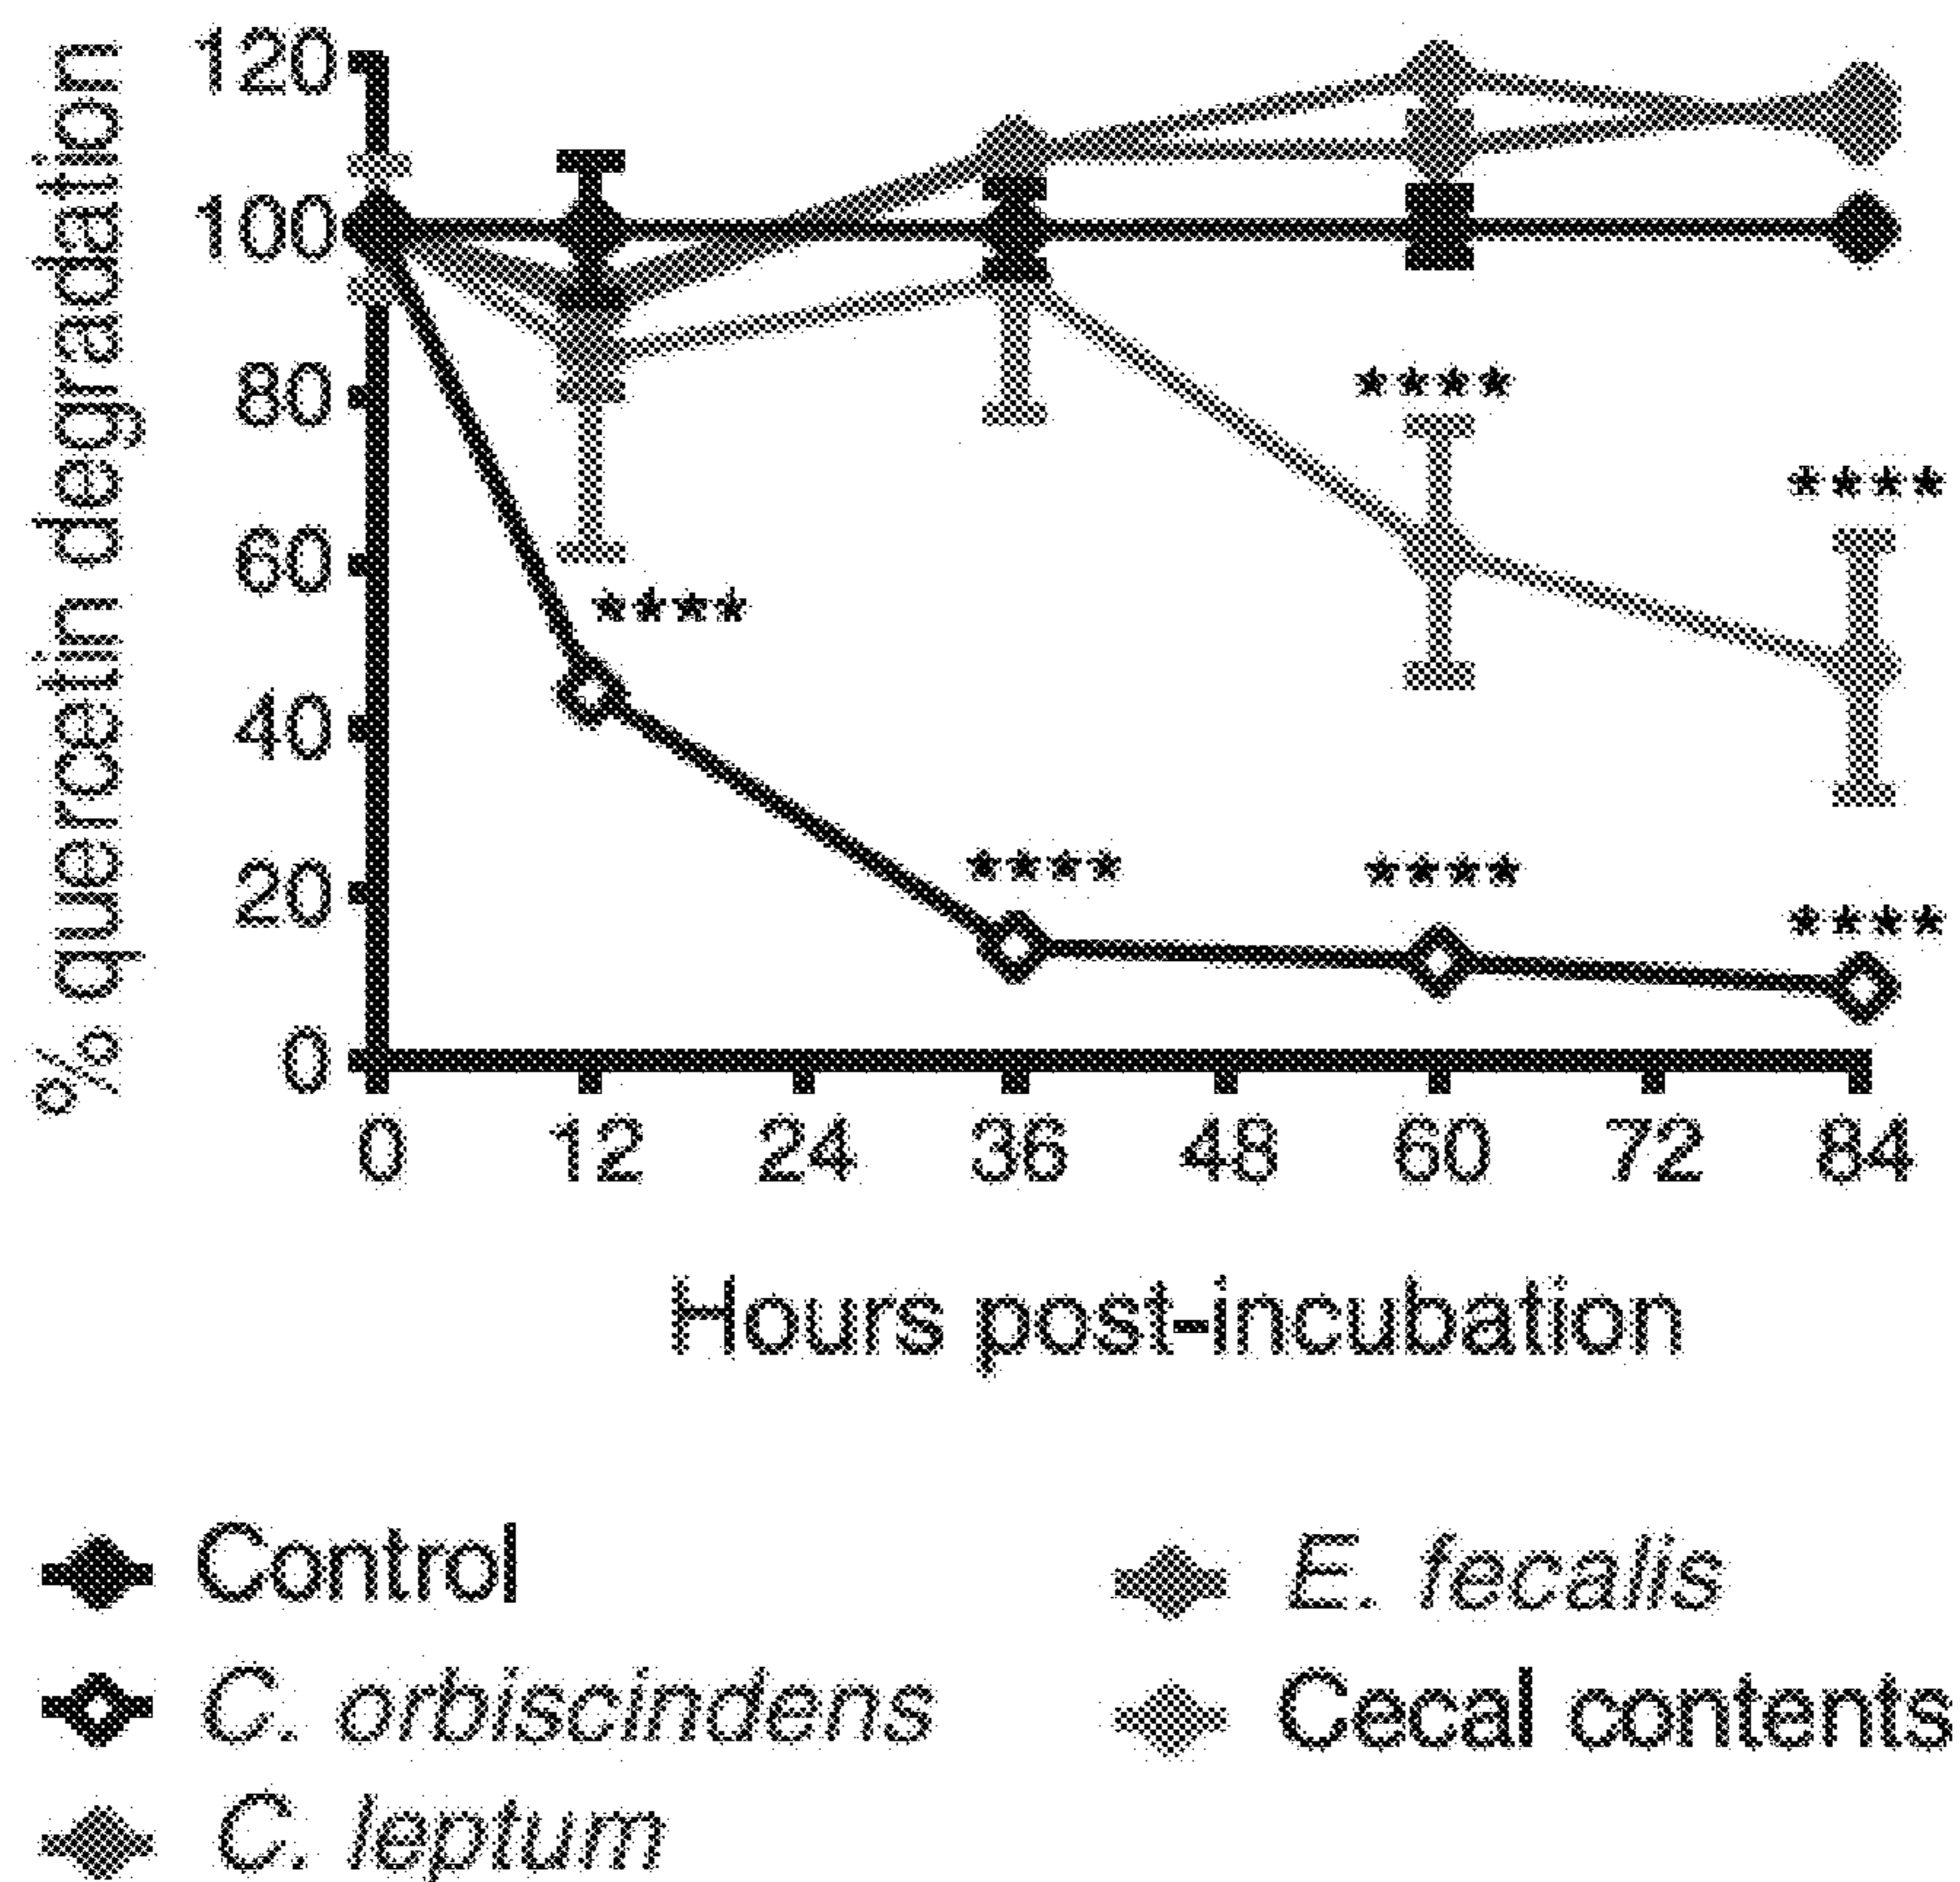 % quercetin degradation
120
100
80
60
40
20
0
****
****
****
****
****
****
0 12 24 36 48 60 72 84
Hours post-incubation
Control
C. orbiscindens
C. leptum
E. fecalis
Cecal contents